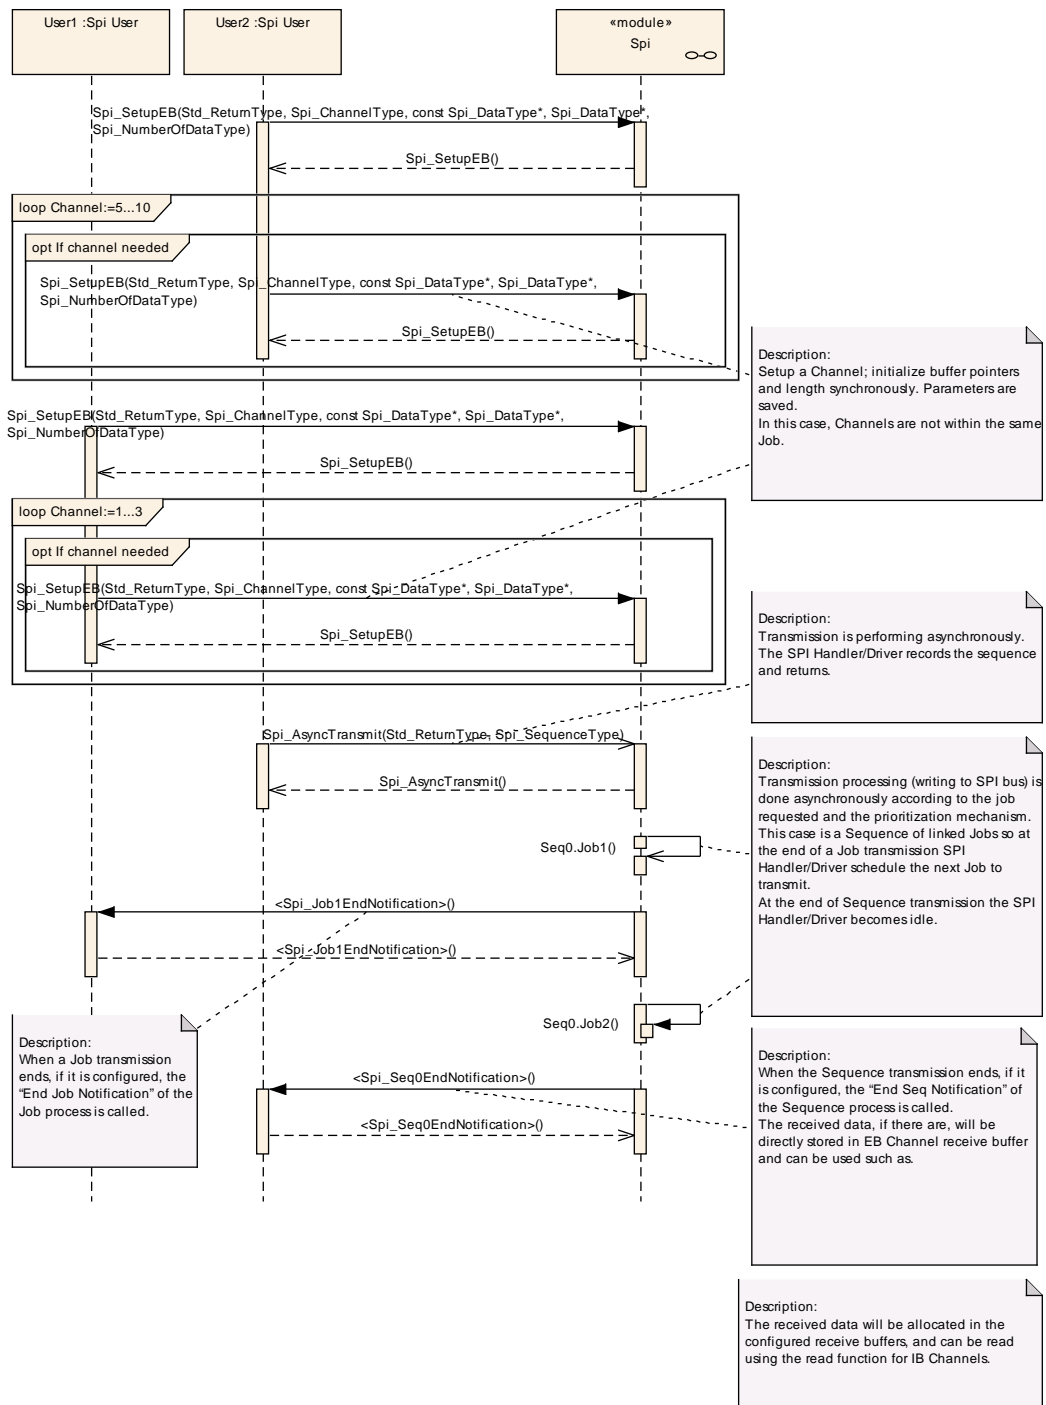 User1 :Spi User
User2 :Spi User
«module»
Spi
Spi_SetupEB(Std_ReturnType, Spi_ChannelType, const Spi_DataType*, Spi_DataType*,
Spi_NumberOfDataType)
Spi_SetupEB()
loop Channel:=5...10
opt If channel needed
Spi_SetupEB(Std_ReturnType, Spi_ChannelType, const Spi_DataType*, Spi_DataType*,
Spi_NumberOfDataType)
Spi_SetupEB()
Description:
Setup a Channel; initialize buffer pointers
and length synchronously. Parameters are
saved.
In this case, Channels are not within the same
Job.
Spi_SetupEB(Std_ReturnType, Spi_ChannelType, const Spi_DataType*, Spi_DataType*,
Spi_NumberOfDataType)
Spi_SetupEB()
loop Channel:=1...3
opt If channel needed
Spi_SetupEB(Std_ReturnType, Spi_ChannelType, const Spi_DataType*, Spi_DataType*,
Spi_NumberOfDataType)
Spi_SetupEB()
Description:
Transmission is performing asynchronously.
The SPI Handler/Driver records the sequence
and returns.
Spi_AsyncTransmit(Std_ReturnType, Spi_SequenceType)
Spi_AsyncTransmit()
Description:
Transmission processing (writing to SPI bus) is
done asynchronously according to the job
requested and the prioritization mechanism.
This case is a Sequence of linked Jobs so at
the end of a Job transmission SPI
Handler/Driver schedule the next Job to
transmit.
At the end of Sequence transmission the SPI
Handler/Driver becomes idle.
Seq0.Job1()
<Spi_Job1EndNotification>()
<Spi_Job1EndNotification>()
Seq0.Job2()
Description:
When a Job transmission
ends, if it is configured, the
“End Job Notification” of the
Job process is called.
<Spi_Seq0EndNotification>()
<Spi_Seq0EndNotification>()
Description:
When the Sequence transmission ends, if it
is configured, the “End Seq Notification” of
the Sequence process is called.
The received data, if there are, will be
directly stored in EB Channel receive buffer
and can be used such as.
Description:
The received data will be allocated in the
configured receive buffers, and can be read
using the read function for IB Channels.